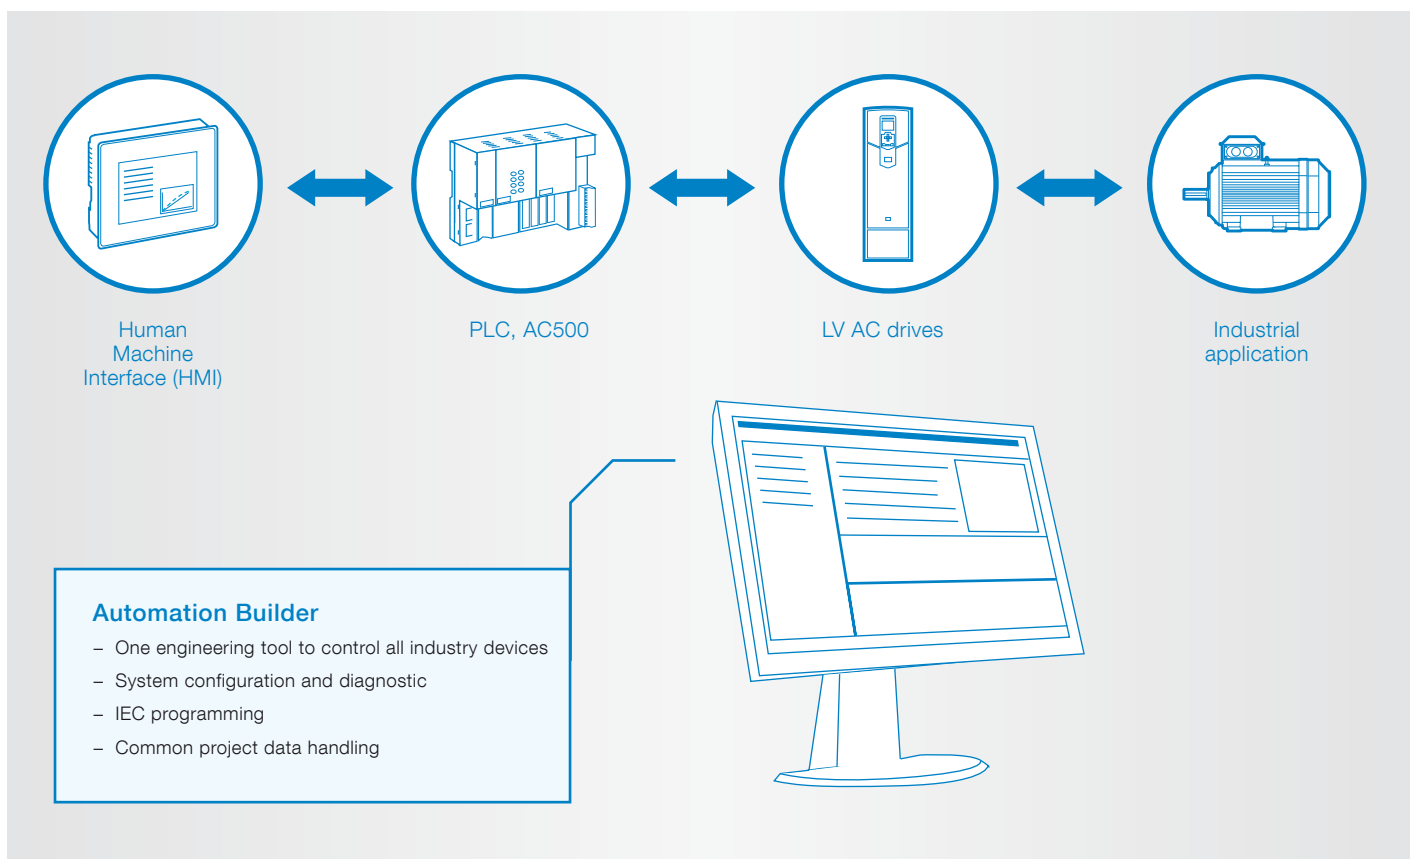 Human
Machine
Interface (HMI)
PLC, AC500
LV AC drives
Industrial
application
Automation Builder
– One engineering tool to control all industry devices
– System configuration and diagnostic
– IEC programming
– Common project data handling